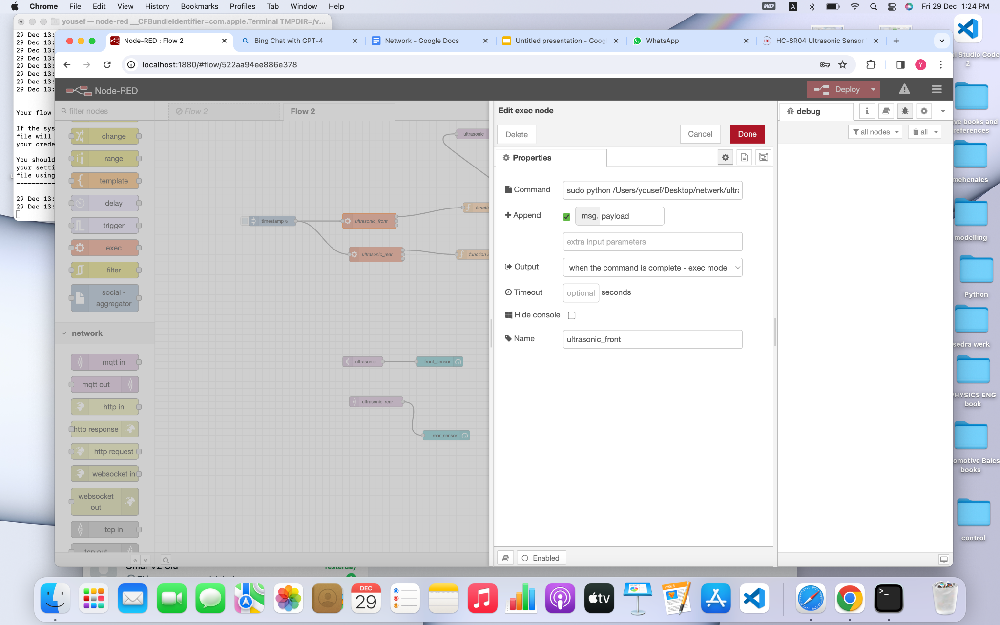 Chrome File Edit View History Bookmarks Profiles Tab Window Help
WD A Fri 29 Dec 1:24 PM
yousef — node-red __CFBundleIdentifier=com.apple.Terminal TMPDIR=/v...
29 Dec 13:
29 Dec 13:
29 Dec 13:
29 Dec 13:
29 Dec 13:
29 Dec 13:
29 Dec 13:
29 Dec 13:
----------
Your flow
If the sys
file will
your crede
You should
your setti
file using
----------
29 Dec 13:
29 Dec 13:
Node-RED : Flow 2
Bing Chat with GPT-4
Network - Google Docs
Untitled presentation - Goog
WhatsApp
101 HC-SR04 Ultrasonic Sensor
localhost:1880/#flow/522aa94ee886e378
Y
Node-RED
Deploy
filter nodes
change
range
template
delay
trigger
exec
filter
social -
aggregator
network
mqtt in
mqtt out
http in
http response
http request
websocket in
websocket
out
tcp in
tcp out
Flow 2
Flow 2
ultrasonic
timestamp ↻
ultrasonic_front
ultrasonic_rear
functic
function 2
ultrasonic
front_sensor
ultrasonic_rear
rear_sensor
Edit exec node
Delete
Cancel
Done
Properties
Command
sudo python /Users/yousef/Desktop/netwerk/ultra
Append
msg. payload
extra input parameters
Output
when the command is complete - exec mode
Timeout
optional seconds
Hide console
Name
ultrasonic_front
Enabled
debug
i
all nodes
all
l Studio Code
2
ve books and
references
mehcnaics
modelling
Python
sedra werk
PHYSICS ENG
book
omotive Baics
books
control
Yesterday
DEC
29
tv
PAGES
>_